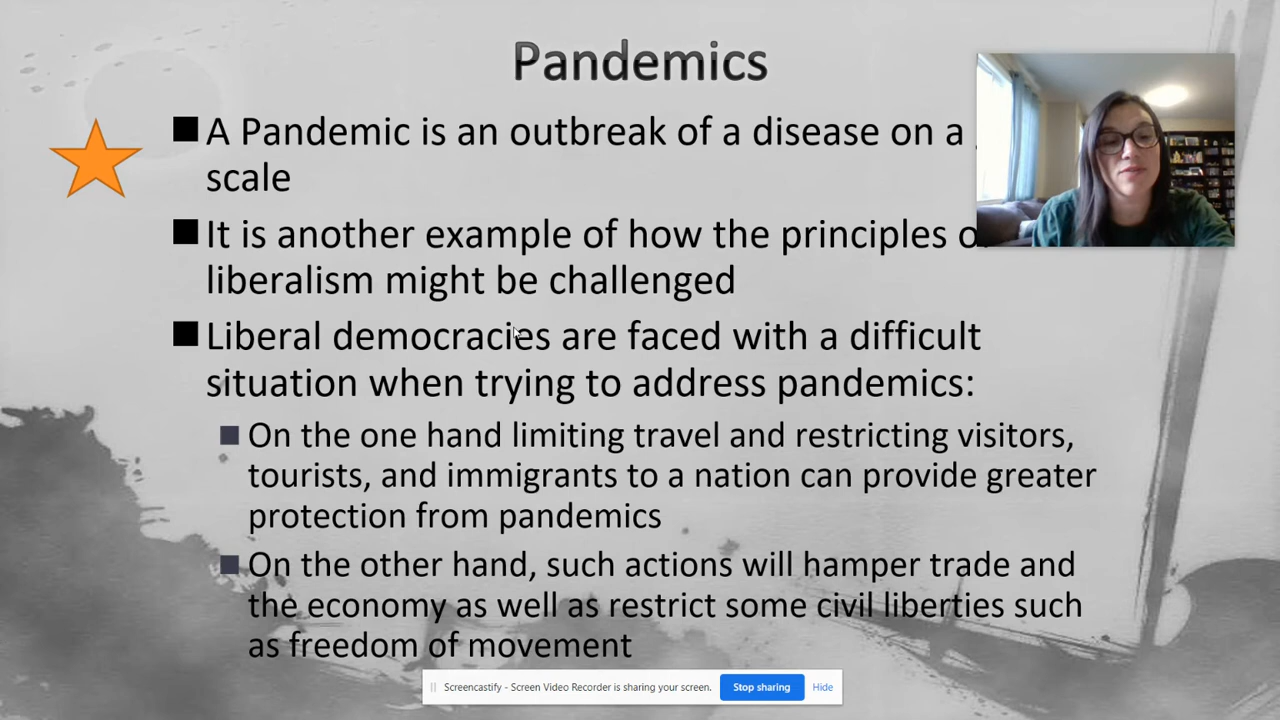 Pandemics
A Pandemic is an outbreak of a disease on a
scale
It is another example of how the principles
liberalism might be challenged
Liberal democracies are faced with a difficult
situation when trying to address pandemics:
On the one hand limiting travel and restricting visitors,
tourists, and immigrants to a nation can provide greater
protection from pandemics
On the other hand, such actions will hamper trade and
the economy as well as restrict some civil liberties such
as freedom of movement
Screencastify - Screen Video Recorder is sharing your screen. Stop sharing Hide